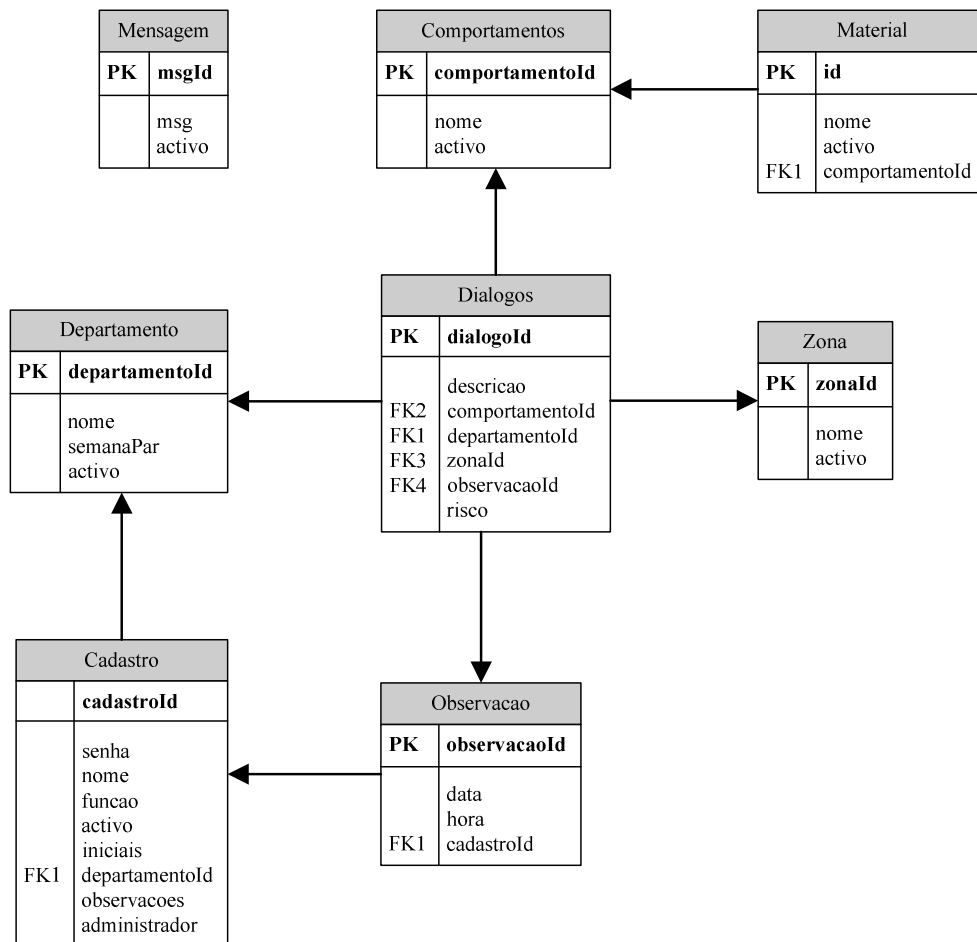 Mensagem
PK msgId
msg
activo
Comportamentos
PK comportamentoId
nome
activo
Material
PK id
nome
activo
FK1 comportamentoId
Departamento
PK departamentoId
nome
semanaPar
activo
Dialogos
PK dialogoId
descricao
FK2 comportamentoId
FK1 departamentoId
FK3 zonaId
FK4 observacaoId
risco
Zona
PK zonaId
nome
activo
Cadastro
cadastroId
senha
nome
funcao
activo
iniciais
FK1 departamentoId
observacoes
administrador
Observacao
PK observacaoId
data
hora
FK1 cadastroId